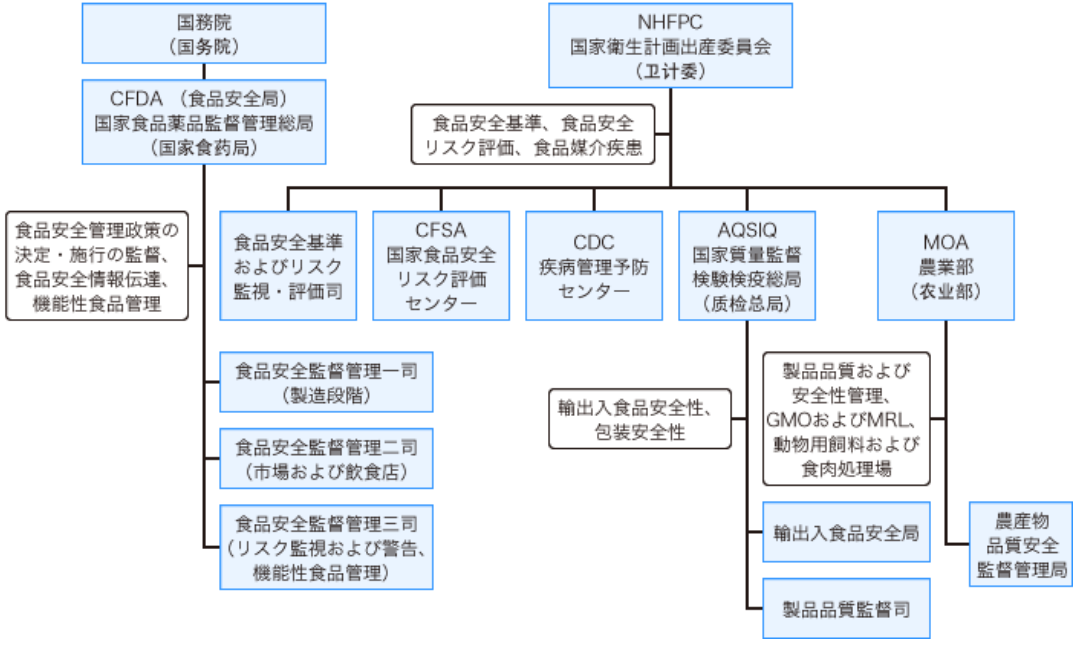 国務院
（国务院）
CFDA （食品安全局）
国家食品薬品監督管理総局
（国家食药局）
食品安全管理政策の
決定・施行の監督、
食品安全情報伝達、
機能性食品管理
食品安全監督管理一司
（製造段階）
食品安全監督管理二司
（市場および飲食店）
食品安全監督管理三司
（リスク監視および警告、
機能性食品管理）
NHFPC
国家衛生計画出産委員会
（卫计委）
食品安全基準、食品安全
リスク評価、食品媒介疾患
食品安全基準
およびリスク
監視・評価司
CFSA
国家食品安全
リスク評価
センター
CDC
疾病管理予防
センター
AQSIQ
国家質量監督
検験検疫総局
（质检总局）
輸出入食品安全性、
包装安全性
輸出入食品安全局
製品品質監督司
MOA
農業部
（农业部）
製品品質および
安全性管理、
GMOおよびMRL、
動物用飼料および
食肉処理場
農産物
品質安全
監督管理局